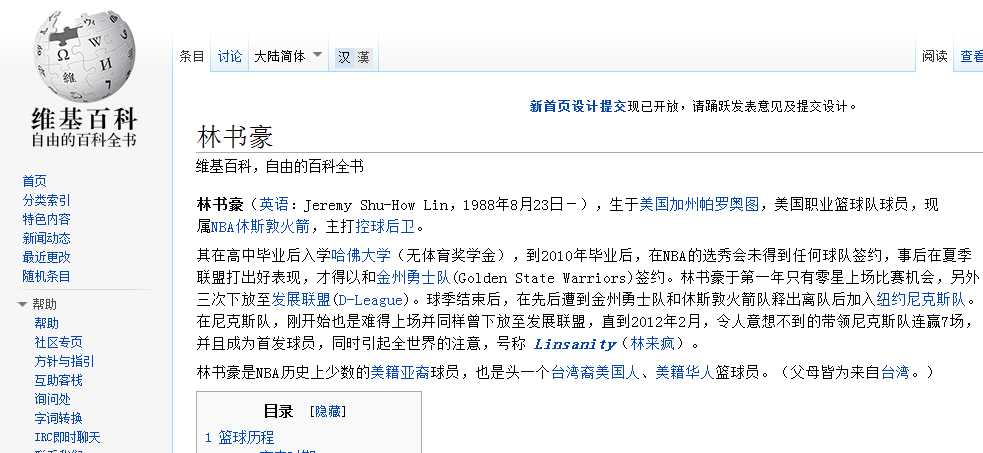 维基百科
自由的百科全书
条目 讨论 大陆简体 汉 漢 阅读 查看
新首页设计提交现已开放，请踊跃发表意见及提交设计。
林书豪
维基百科，自由的百科全书
首页
分类索引
特色内容
新闻动态
最近更改
随机条目
帮助
帮助
社区专页
方针与指引
互助客栈
询问处
字词转换
IRC即时聊天
联系我们
林书豪（英语：Jeremy Shu-How Lin，1988年8月23日－），生于美国加州帕罗奥图，美国职业篮球队球员，现
属NBA休斯敦火箭，主打控球后卫。
其在高中毕业后入学哈佛大学（无体育奖学金），到2010年毕业后，在NBA的选秀会未得到任何球队签约，事后在夏季
联盟打出好表现，才得以和金州勇士队(Golden State Warriors)签约。林书豪于第一年只有零星上场比赛机会，另外
三次下放至发展联盟(D-League)。球季结束后，在先后遭到金州勇士队和休斯敦火箭队释出离队后加入纽约尼克斯队。
在尼克斯队，刚开始也是难得上场并同样曾下放至发展联盟，直到2012年2月，令人意想不到的带领尼克斯队连赢7场，
并且成为首发球员，同时引起全世界的注意，号称 Linsanity（林来疯）。
林书豪是NBA历史上少数的美籍亚裔球员，也是头一个台湾裔美国人、美籍华人篮球员。（父母皆为来自台湾。）
目录 [隐藏]
1 篮球历程